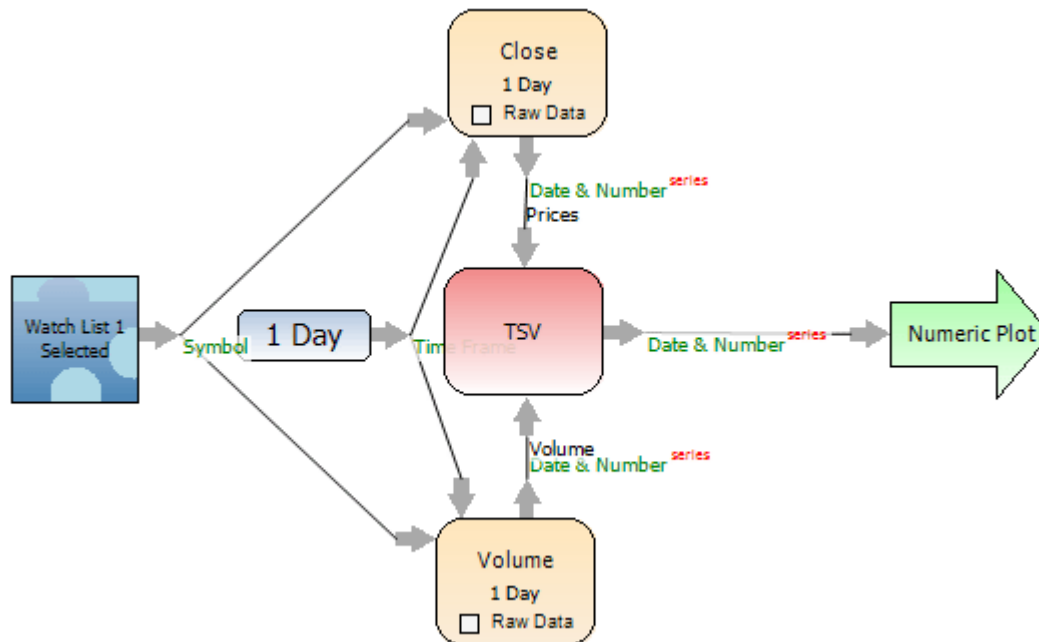 Close
1 Day
Raw Data
Date & Number series
Prices
Watch List 1
Selected
Symbol
1 Day
Time Frame
TSV
Date & Number series
Numeric Plot
Volume
Date & Number series
Volume
1 Day
Raw Data